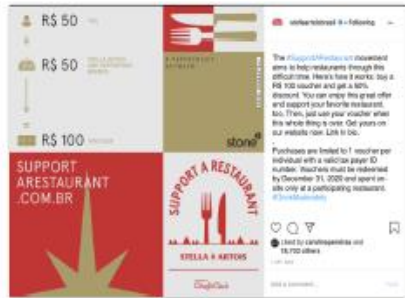 R$ 50
R$ 50
R$ 100
stone
SUPPORT
ARESTAURANT
.COM.BR
SUPPORT A RESTAURANT
STELLA ARTOIS
Following
The #SupportARestaurant movement
aims to help restaurants through this
difficult time. Here's how it works: buy a
R$ 100 voucher and get a 50%
discount. You can enjoy this great offer
and support your favorite restaurant,
too. Then, just use your voucher when
this whole thing is over. Get yours on
our website now. Link in bio.
Purchases are limited to 1 voucher per
individual with a valid tax payer ID
number. Vouchers must be redeemed
by December 31, 2020 and spent on-
site only at a participating restaurant.
Liked by
others